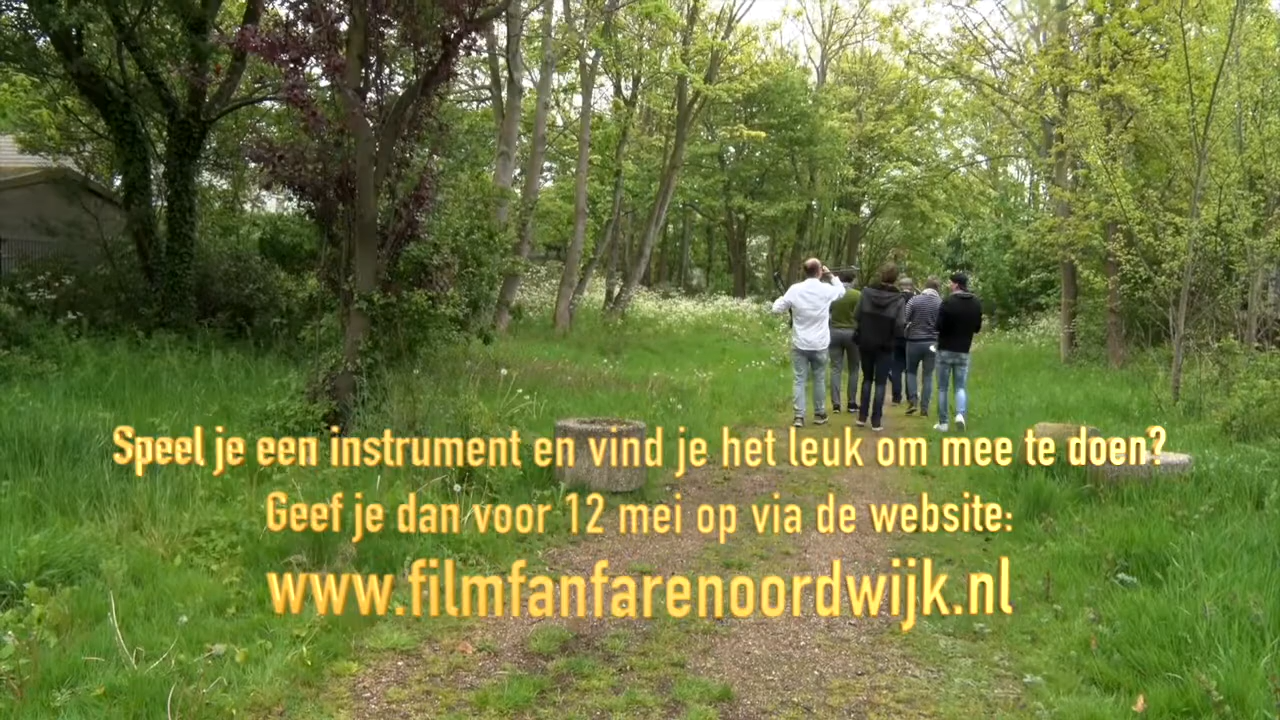 Speel je een instrument en vind je het leuk om mee te doen?
Geef je dan voor 12 mei op via de website:
www.filmfanfarenoordwijk.nl